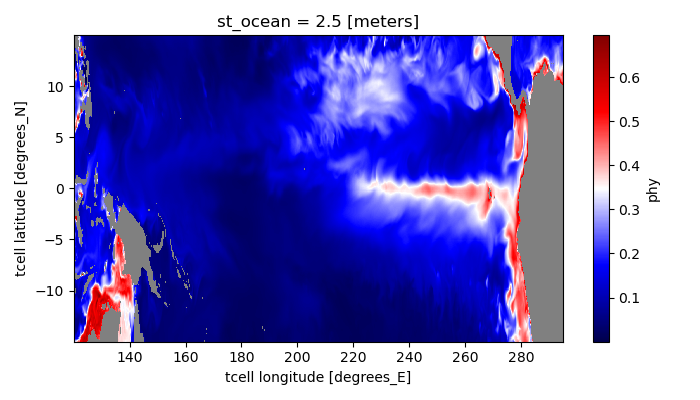 st_ocean = 2.5 [meters]
10
5
0
−5
−10
tcell latitude [degrees_N]
140 160 180 200 220 240 260 280
tcell longitude [degrees_E]
0.6
0.5
0.4
0.3
0.2
0.1
phy